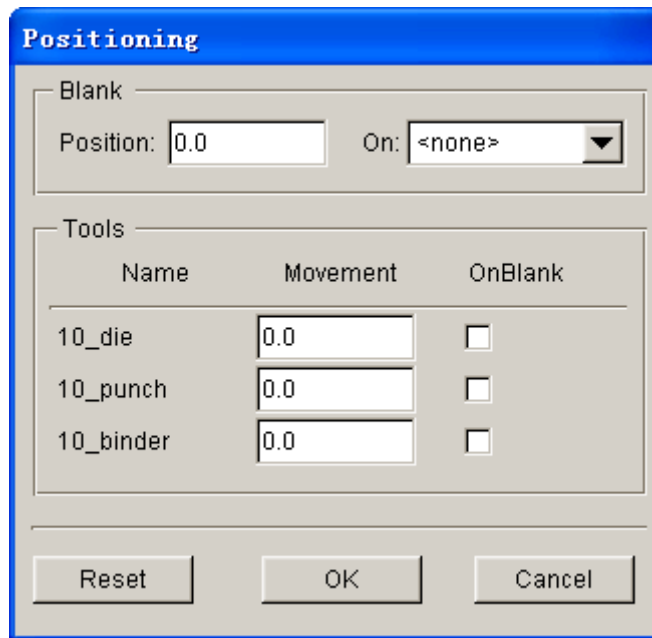 Positioning
Blank
Position: 0.0 On: <none>
Tools
Name Movement OnBlank
10_die 0.0
10_punch 0.0
10_binder 0.0
Reset OK Cancel